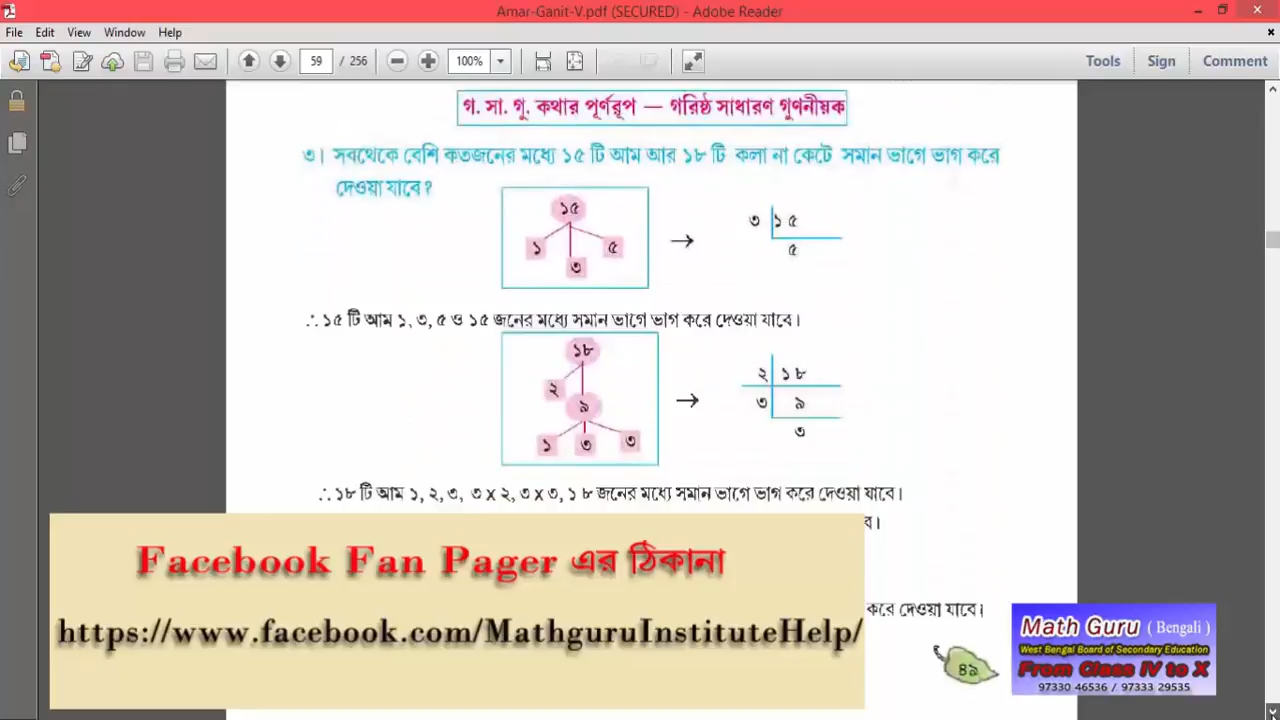 Amar-Ganit-V.pdf (SECURED) - Adobe Reader
File Edit View Window Help
59 / 256 100% Tools Sign Comment
গ. সা. গু. কথার পূর্ণরূপ — গরিষ্ঠ সাধারণ গুণনীয়ক
৩। সবথেকে বেশি কতজনের মধ্যে ১৫ টি আম আর ১৮ টি কলা না কেটে সমান ভাগে ভাগ করে
দেওয়া যাবে?
১৫
১ ৩ ৫
→
৩ ১৫
৫
∴ ১৫ টি আম ১, ৩, ৫ ও ১৫ জনের মধ্যে সমান ভাগে ভাগ করে দেওয়া যাবে।
১৮
২
৯
১ ৩ ৩
→
২ ১৮
৩ ৯
৩
∴ ১৮ টি আম ১, ২, ৩, ৩ x ২, ৩ x ৩, ১৮ জনের মধ্যে সমান ভাগে ভাগ করে দেওয়া যাবে।
বে।
Facebook Fan Pager এর ঠিকানা
https://www.facebook.com/MathguruInstituteHelp/
করে দেওয়া যাবে।
৪৯
Math Guru ( Bengali )
West Bengal Board of Secondary Education
From Class IV to X
97330 46536 / 97333 29535